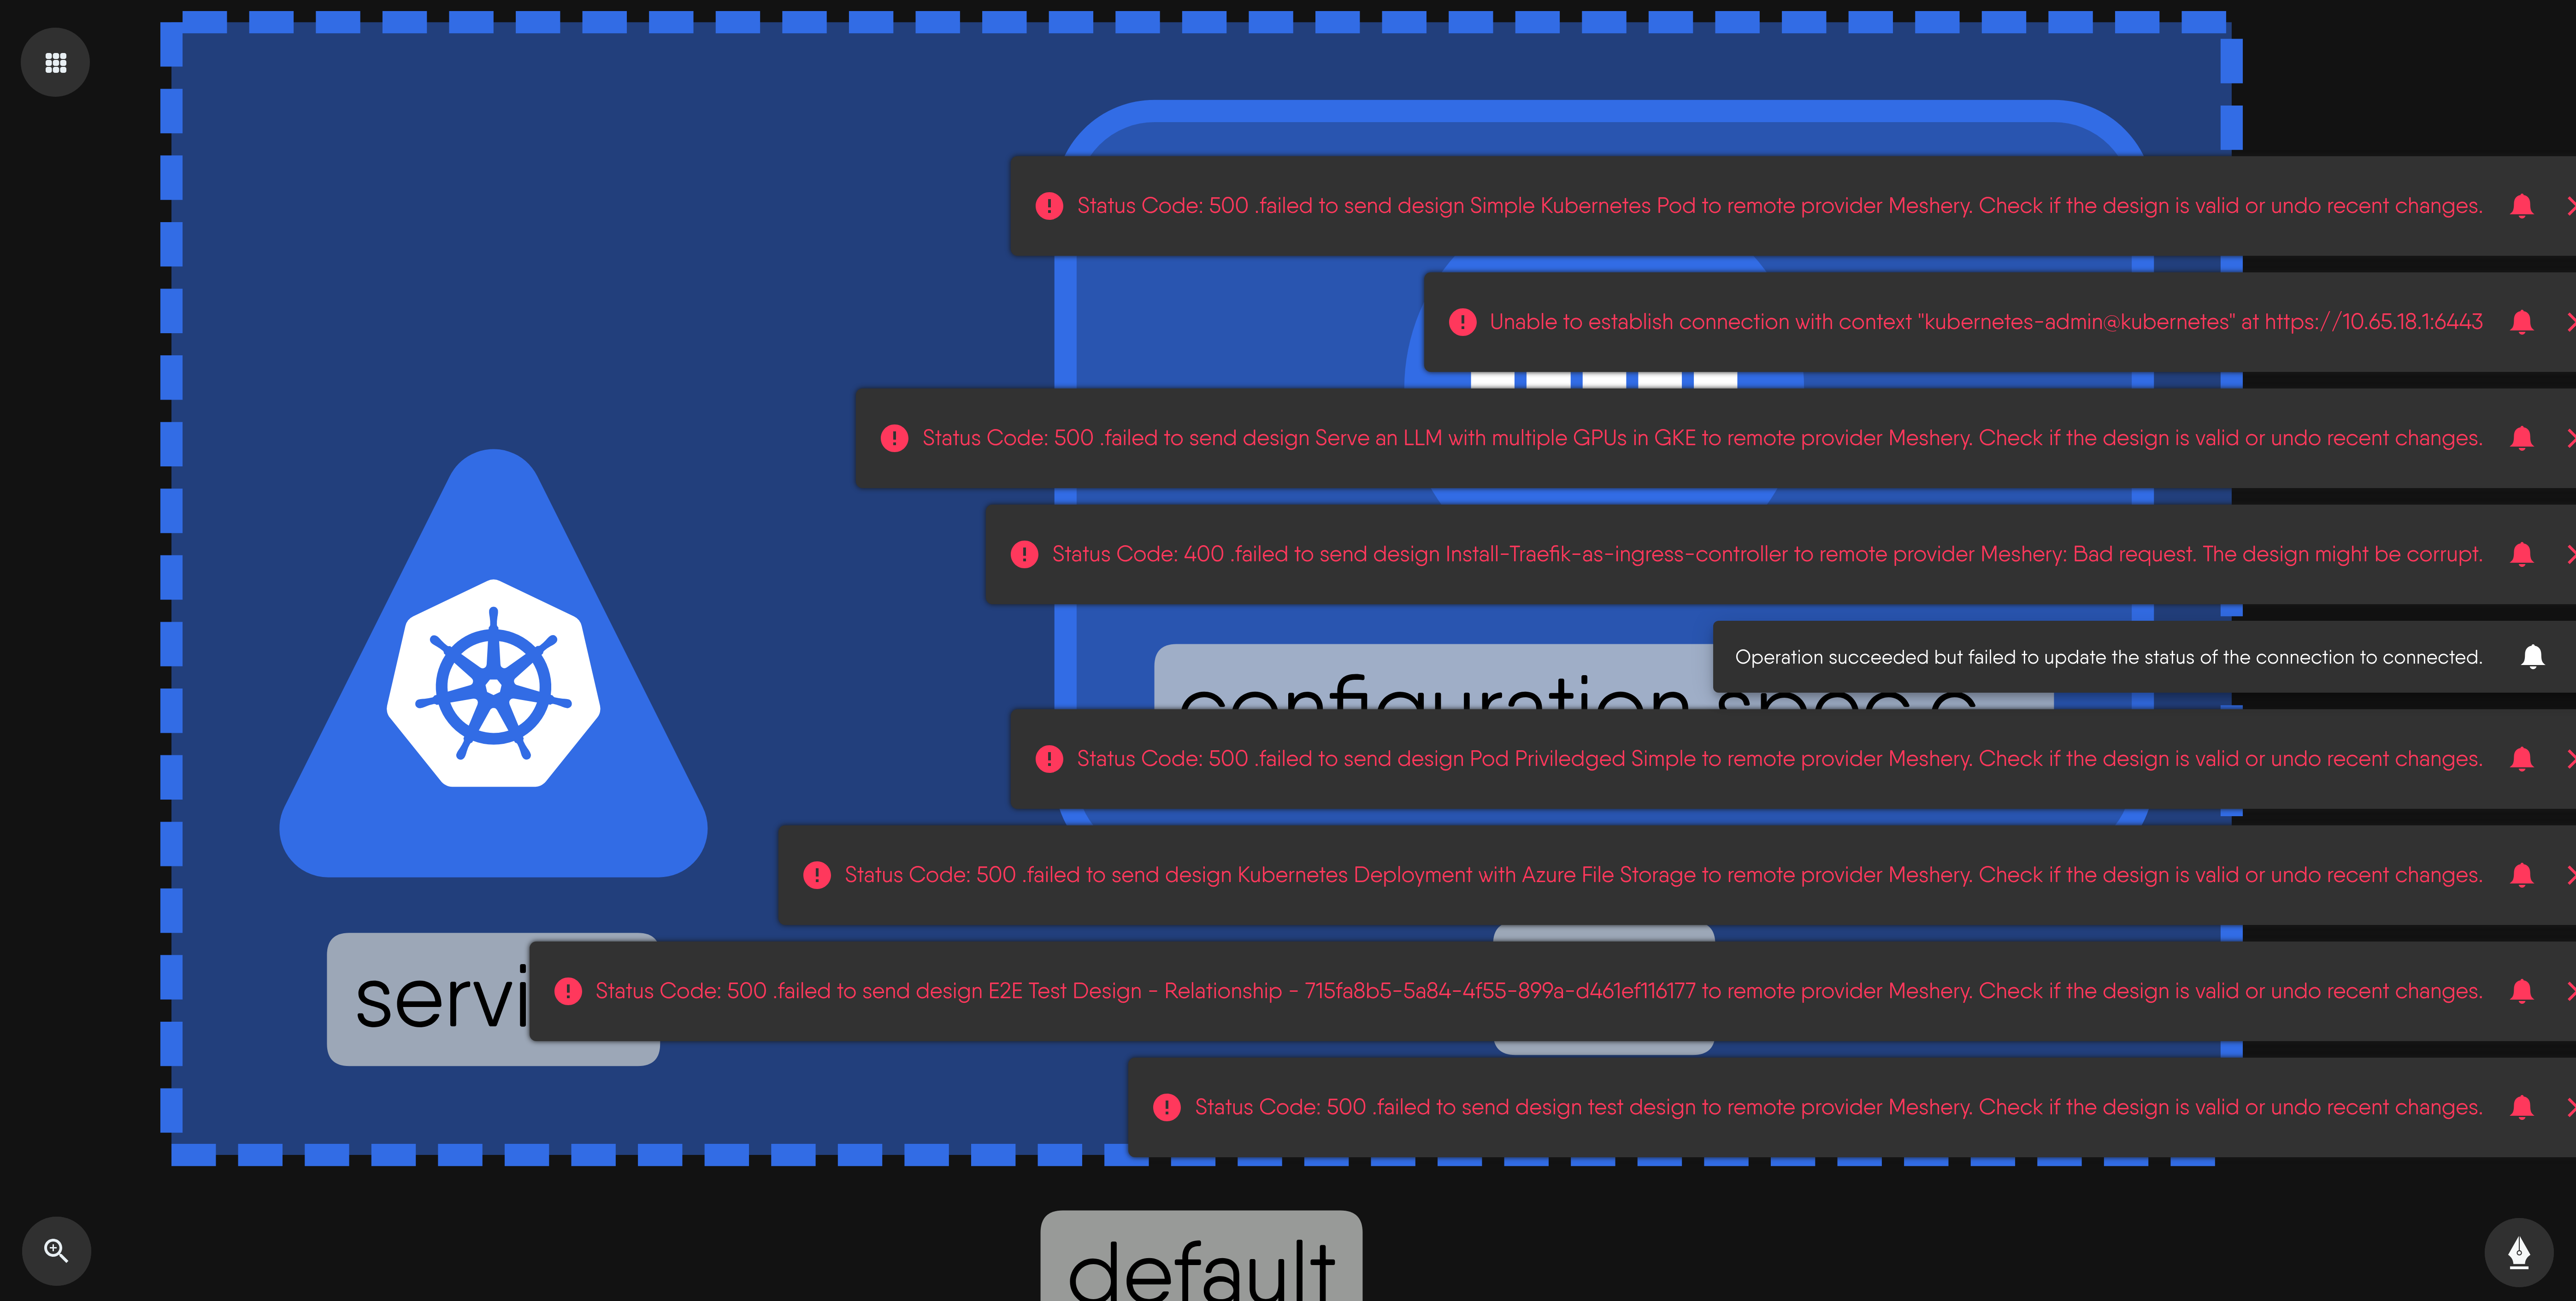 Status Code: 500 .failed to send design Simple Kubernetes Pod to remote provider Meshery. Check if the design is valid or undo recent changes.
Unable to establish connection with context "kubernetes-admin@kubernetes" at https://10.65.18.1:6443
Status Code: 500 .failed to send design Serve an LLM with multiple GPUs in GKE to remote provider Meshery. Check if the design is valid or undo recent changes.
Status Code: 400 .failed to send design Install-Traefik-as-ingress-controller to remote provider Meshery: Bad request. The design might be corrupt.
Operation succeeded but failed to update the status of the connection to connected.
configuration spec c
Status Code: 500 .failed to send design Pod Priviledged Simple to remote provider Meshery. Check if the design is valid or undo recent changes.
Status Code: 500 .failed to send design Kubernetes Deployment with Azure File Storage to remote provider Meshery. Check if the design is valid or undo recent changes.
servi
Status Code: 500 .failed to send design E2E Test Design - Relationship - 715fa8b5-5a84-4f55-899a-d461ef116177 to remote provider Meshery. Check if the design is valid or undo recent changes.
Status Code: 500 .failed to send design test design to remote provider Meshery. Check if the design is valid or undo recent changes.
default